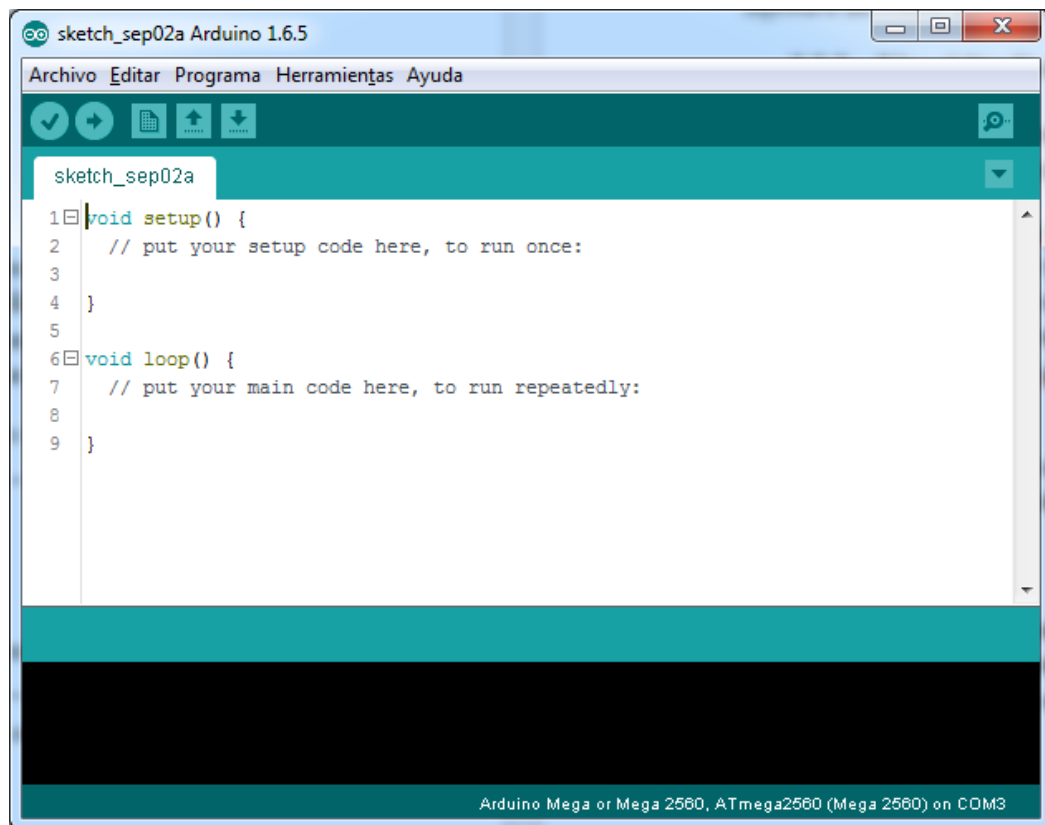 sketch_sep02a Arduino 1.6.5
Archivo Editar Programa Herramientas Ayuda
sketch_sep02a
1 void setup() {
2 // put your setup code here, to run once:
3
4 }
5
6 void loop() {
7 // put your main code here, to run repeatedly:
8
9 }
Arduino Mega or Mega 2560, ATmega2560 (Mega 2560) on COM3